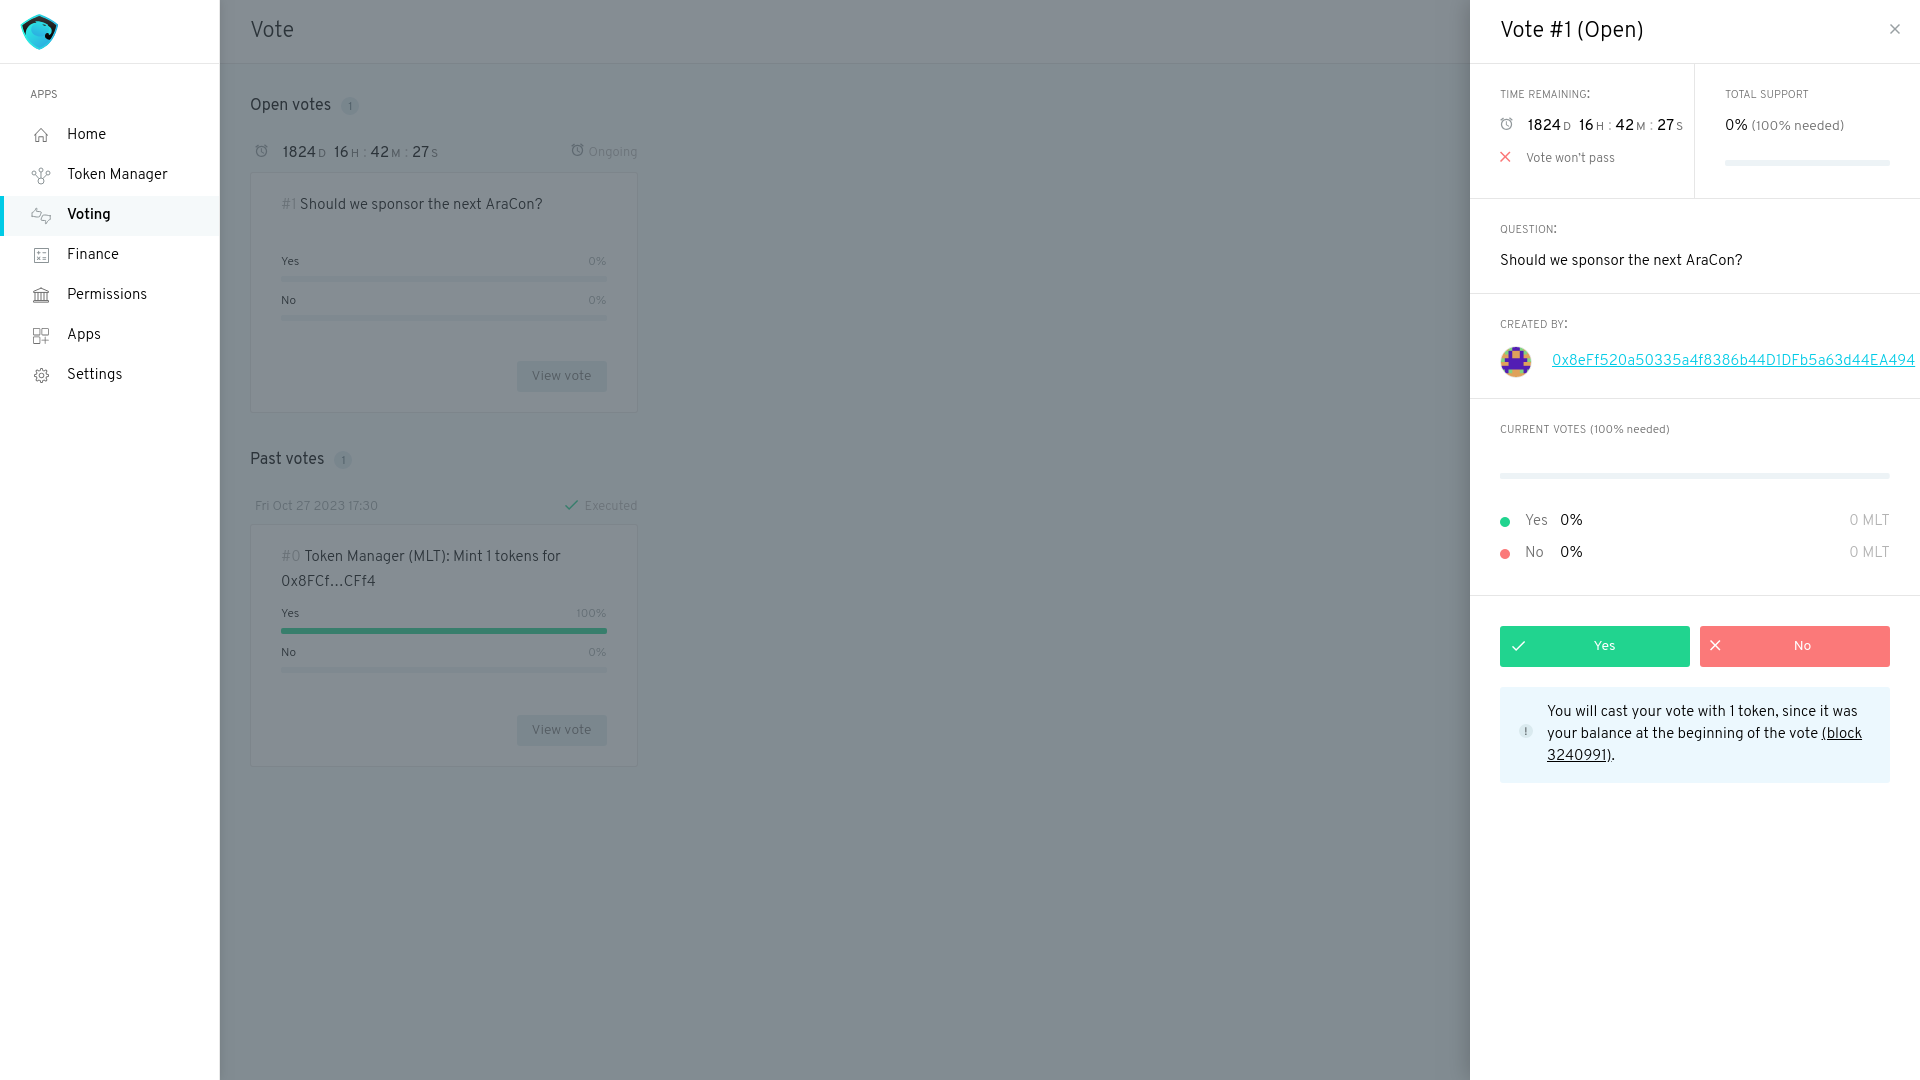 APPS
Home
Token Manager
Voting
Finance
Permissions
Apps
Settings
Vote
Open votes 1
1824 D 16 H : 42 M : 27 S Ongoing
#1 Should we sponsor the next AraCon?
Yes 0%
No 0%
View vote
Past votes 1
Fri Oct 27 2023 17:30 Executed
#0 Token Manager (MLT): Mint 1 tokens for
0x8FCf…CFf4
Yes 100%
No 0%
View vote
Vote #1 (Open)
TIME REMAINING:
1824 D 16 H : 42 M : 27 S
Vote won't pass
TOTAL SUPPORT
0% (100% needed)
QUESTION:
Should we sponsor the next AraCon?
CREATED BY:
0x8eFf520a50335a4f8386b44D1DFb5a63d44EA494
CURRENT VOTES (100% needed)
Yes 0% 0 MLT
No 0% 0 MLT
Yes No
You will cast your vote with 1 token, since it was
your balance at the beginning of the vote (block
3240991).